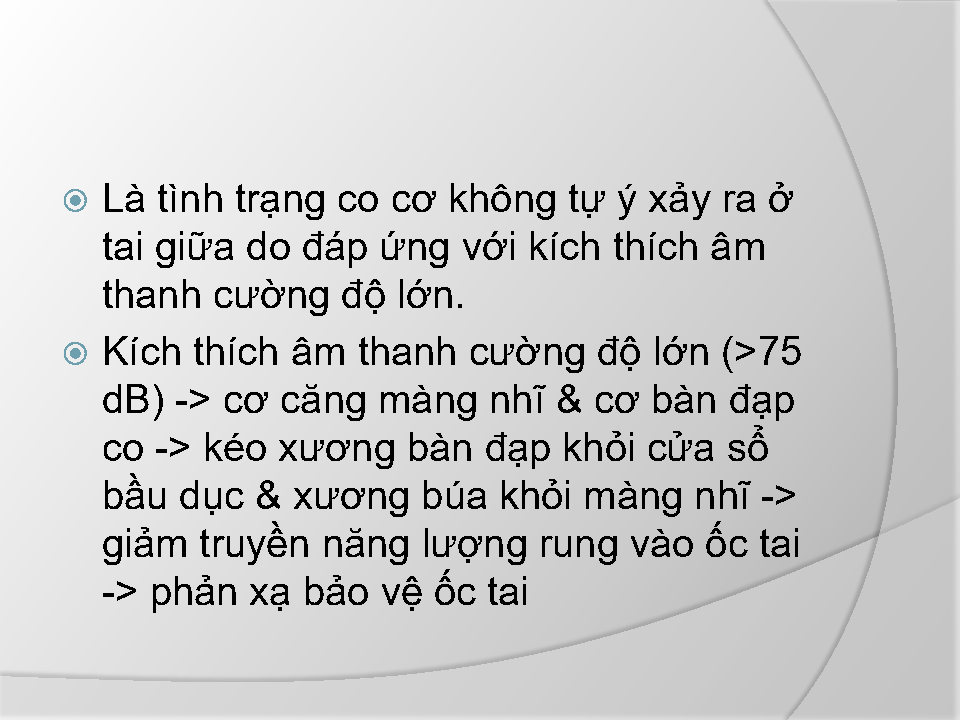 Là tình trạng co cơ không tự ý xảy ra ở
tai giữa do đáp ứng với kích thích âm
thanh cường độ lớn.
Kích thích âm thanh cường độ lớn (>75
dB) -> cơ căng màng nhĩ & cơ bàn đạp
co -> kéo xương bàn đạp khỏi cửa sổ
bầu dục & xương búa khỏi màng nhĩ ->
giảm truyền năng lượng rung vào ốc tai
-> phản xạ bảo vệ ốc tai